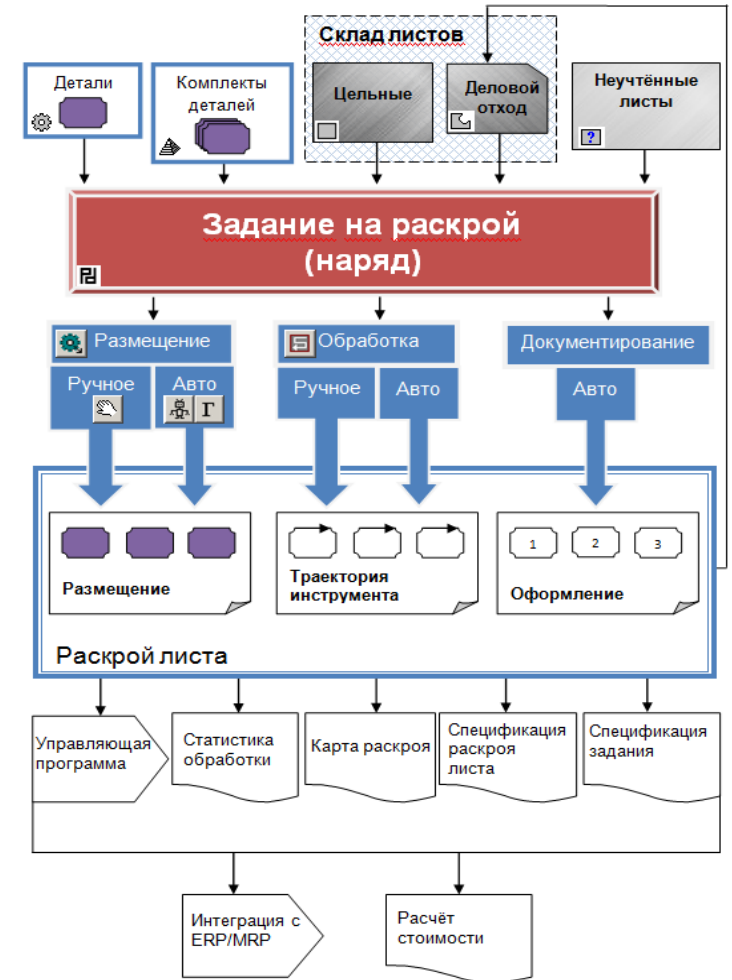 Склад листов
Детали
Комплекты
деталей
Цельные
Деловой
отход
Неучтённые
листы
?
Задание на раскрой
(наряд)
Размещение
Обработка
Документирование
Ручное
Авто
Г
Ручное
Авто
Авто
Размещение
Траектория
инструмента
1
2
3
Оформление
Раскрой листа
Управляющая
программа
Статистика
обработки
Карта раскроя
Спецификация
раскроя
листа
Спецификация
задания
Интеграция с
ERP/MRP
Расчёт
стоимости